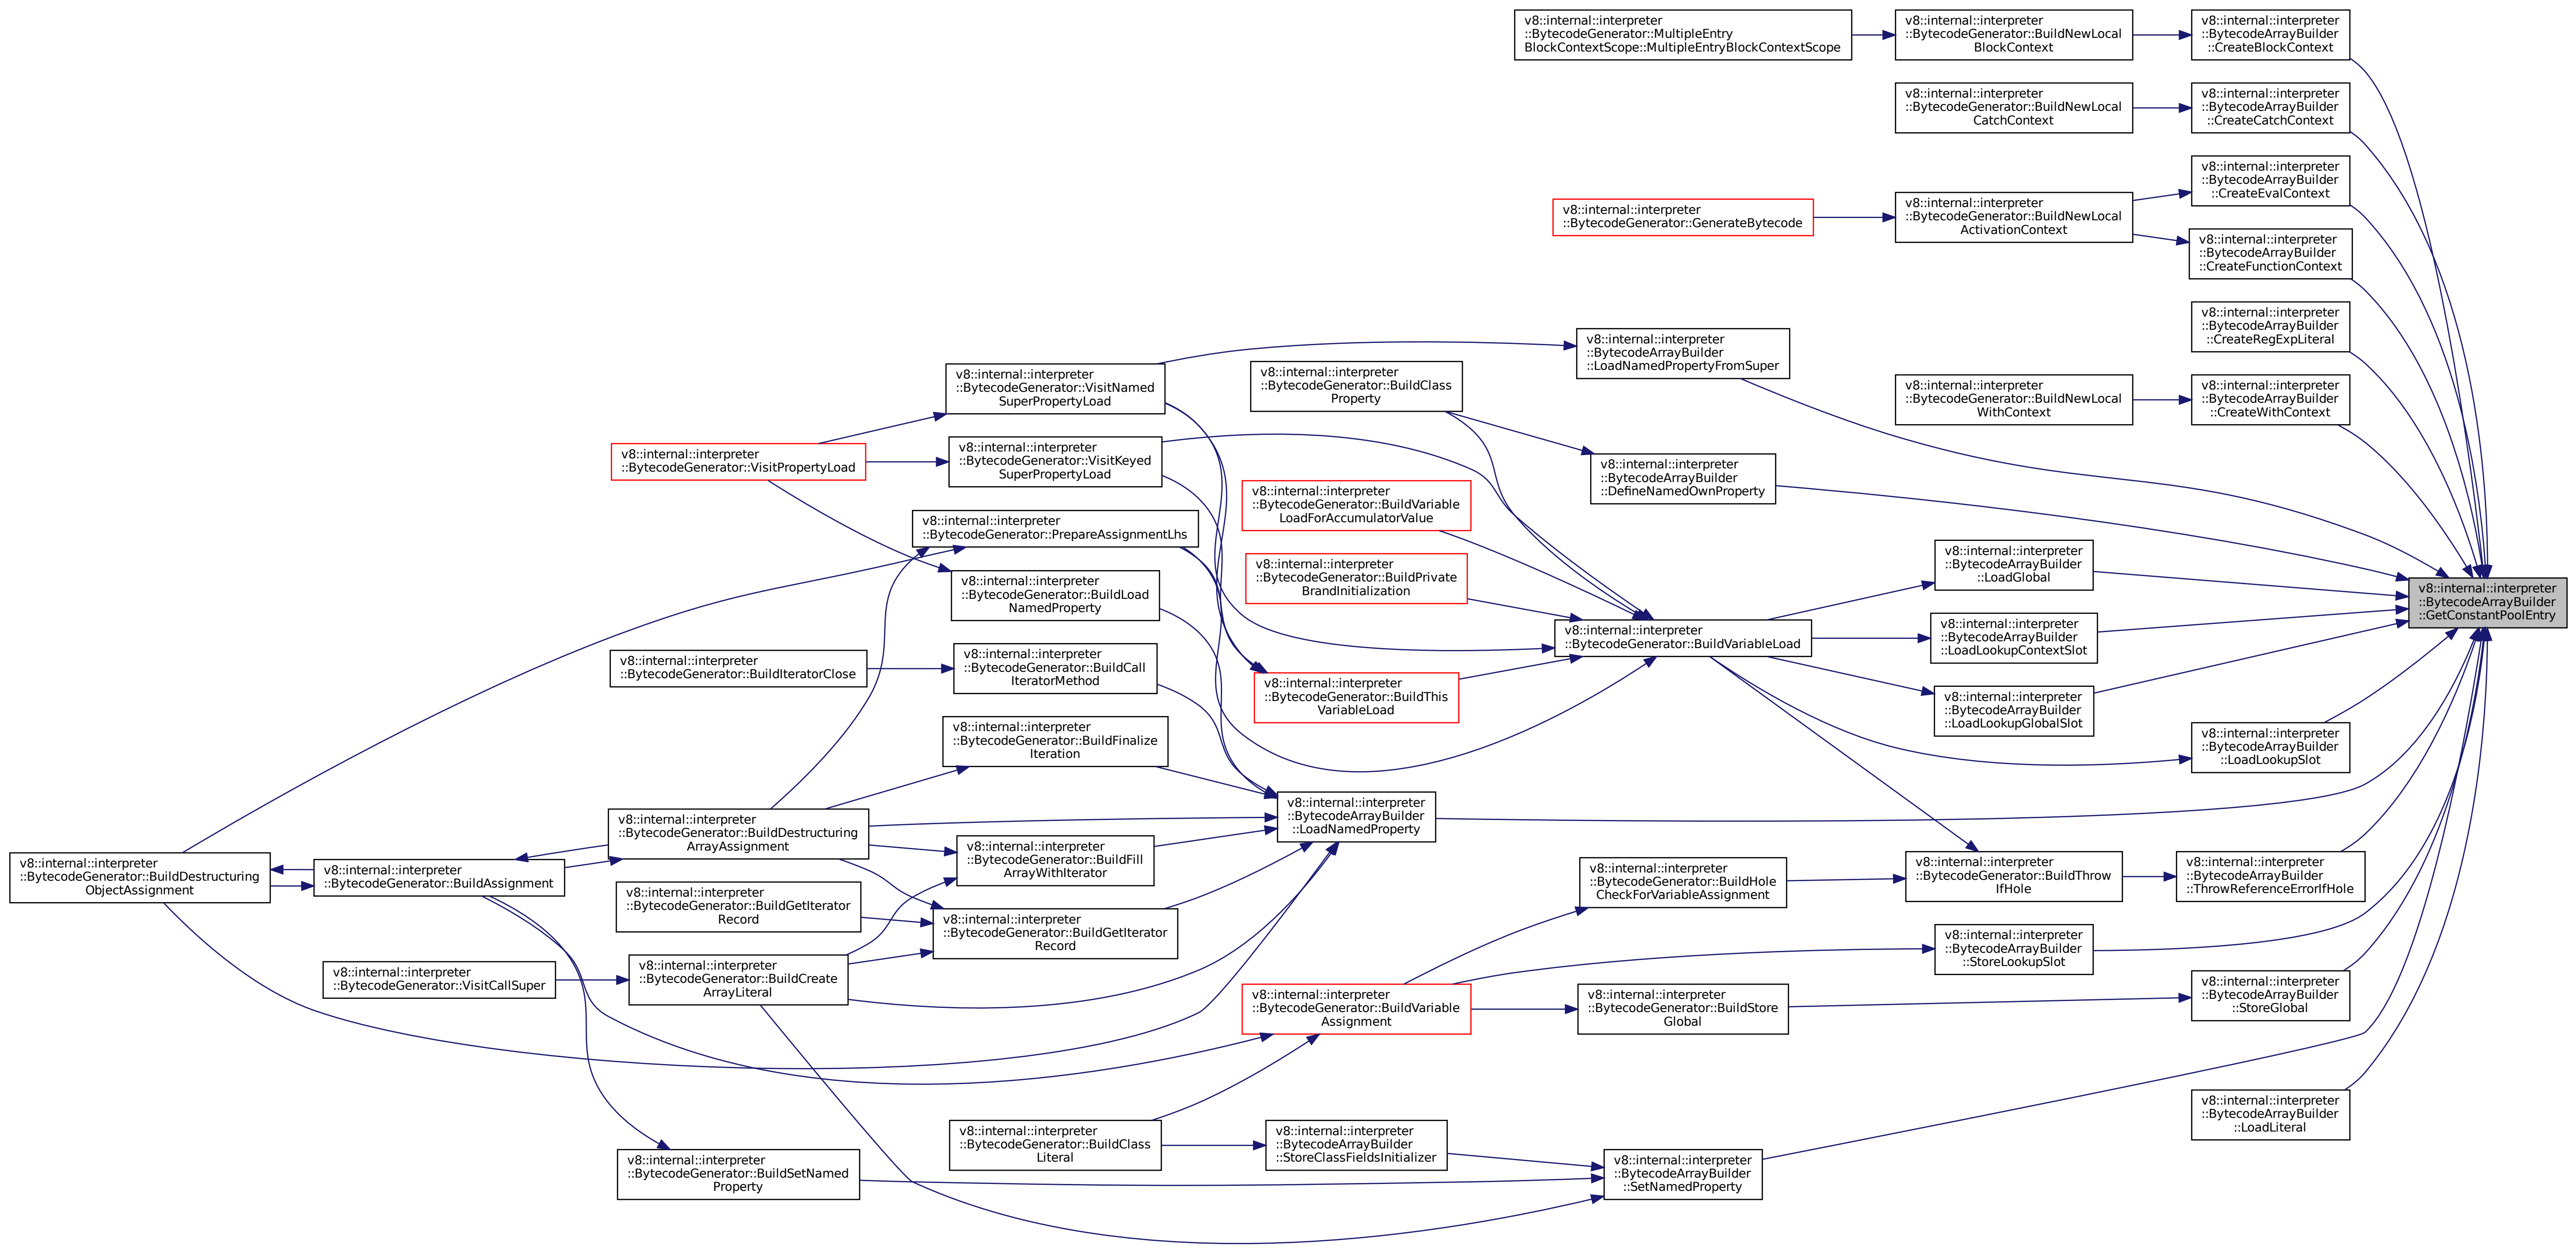 v8::internal::interpreter
::BytecodeGenerator::MultipleEntry
BlockContextScope::MultipleEntryBlockContextScope
v8::internal::interpreter
::BytecodeGenerator::BuildNewLocal
BlockContext
v8::internal::interpreter
::BytecodeArrayBuilder
::CreateBlockContext
v8::internal::interpreter
::BytecodeGenerator::BuildNewLocal
CatchContext
v8::internal::interpreter
::BytecodeArrayBuilder
::CreateCatchContext
v8::internal::interpreter
::BytecodeArrayBuilder
::CreateEvalContext
v8::internal::interpreter
::BytecodeGenerator::GenerateBytecode
v8::internal::interpreter
::BytecodeGenerator::BuildNewLocal
ActivationContext
v8::internal::interpreter
::BytecodeArrayBuilder
::CreateFunctionContext
v8::internal::interpreter
::BytecodeArrayBuilder
::CreateRegExpLiteral
v8::internal::interpreter
::BytecodeArrayBuilder
::LoadNamedPropertyFromSuper
v8::internal::interpreter
::BytecodeGenerator::VisitNamed
SuperPropertyLoad
v8::internal::interpreter
::BytecodeGenerator::BuildClass
Property
v8::internal::interpreter
::BytecodeGenerator::BuildNewLocal
WithContext
v8::internal::interpreter
::BytecodeArrayBuilder
::CreateWithContext
v8::internal::interpreter
::BytecodeGenerator::VisitPropertyLoad
v8::internal::interpreter
::BytecodeGenerator::VisitKeyed
SuperPropertyLoad
v8::internal::interpreter
::BytecodeArrayBuilder
::DefineNamedOwnProperty
v8::internal::interpreter
::BytecodeGenerator::BuildVariable
LoadForAccumulatorValue
v8::internal::interpreter
::BytecodeGenerator::PrepareAssignmentLhs
v8::internal::interpreter
::BytecodeArrayBuilder
::LoadGlobal
v8::internal::interpreter
::BytecodeGenerator::BuildPrivate
BrandInitialization
v8::internal::interpreter
::BytecodeGenerator::BuildLoad
NamedProperty
v8::internal::interpreter
::BytecodeArrayBuilder
::GetConstantPoolEntry
v8::internal::interpreter
::BytecodeGenerator::BuildVariableLoad
v8::internal::interpreter
::BytecodeArrayBuilder
::LoadLookupContextSlot
v8::internal::interpreter
::BytecodeGenerator::BuildIteratorClose
v8::internal::interpreter
::BytecodeGenerator::BuildCall
IteratorMethod
v8::internal::interpreter
::BytecodeGenerator::BuildThis
VariableLoad
v8::internal::interpreter
::BytecodeArrayBuilder
::LoadLookupGlobalSlot
v8::internal::interpreter
::BytecodeGenerator::BuildFinalize
Iteration
v8::internal::interpreter
::BytecodeArrayBuilder
::LoadLookupSlot
v8::internal::interpreter
::BytecodeArrayBuilder
::LoadNamedProperty
v8::internal::interpreter
::BytecodeGenerator::BuildDestructuring
ArrayAssignment
v8::internal::interpreter
::BytecodeGenerator::BuildFill
ArrayWithIterator
v8::internal::interpreter
::BytecodeGenerator::BuildDestructuring
ObjectAssignment
v8::internal::interpreter
::BytecodeGenerator::BuildAssignment
v8::internal::interpreter
::BytecodeGenerator::BuildHole
CheckForVariableAssignment
v8::internal::interpreter
::BytecodeGenerator::BuildThrow
IfHole
v8::internal::interpreter
::BytecodeArrayBuilder
::ThrowReferenceErrorIfHole
v8::internal::interpreter
::BytecodeGenerator::BuildGetIterator
Record
v8::internal::interpreter
::BytecodeGenerator::BuildGetIterator
Record
v8::internal::interpreter
::BytecodeArrayBuilder
::StoreLookupSlot
v8::internal::interpreter
::BytecodeGenerator::VisitCallSuper
v8::internal::interpreter
::BytecodeGenerator::BuildCreate
ArrayLiteral
v8::internal::interpreter
::BytecodeGenerator::BuildVariable
Assignment
v8::internal::interpreter
::BytecodeGenerator::BuildStore
Global
v8::internal::interpreter
::BytecodeArrayBuilder
::StoreGlobal
v8::internal::interpreter
::BytecodeArrayBuilder
::LoadLiteral
v8::internal::interpreter
::BytecodeGenerator::BuildClass
Literal
v8::internal::interpreter
::BytecodeArrayBuilder
::StoreClassFieldsInitializer
v8::internal::interpreter
::BytecodeGenerator::BuildSetNamed
Property
v8::internal::interpreter
::BytecodeArrayBuilder
::SetNamedProperty